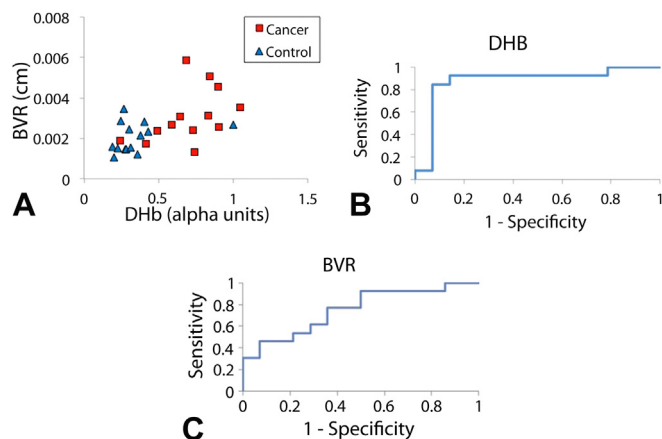 0.008
0.006
0.004
0.002
0
BVR (cm)
0 0.5 1 1.5
DHb (alpha units)
Cancer
Control
A
DHB
1
0.8
0.6
0.4
0.2
0
Sensitivity
0 0.2 0.4 0.6 0.8 1
1 - Specificity
B
BVR
1
0.8
0.6
0.4
0.2
0
Sensitivity
0 0.2 0.4 0.6 0.8 1
1 - Specificity
C